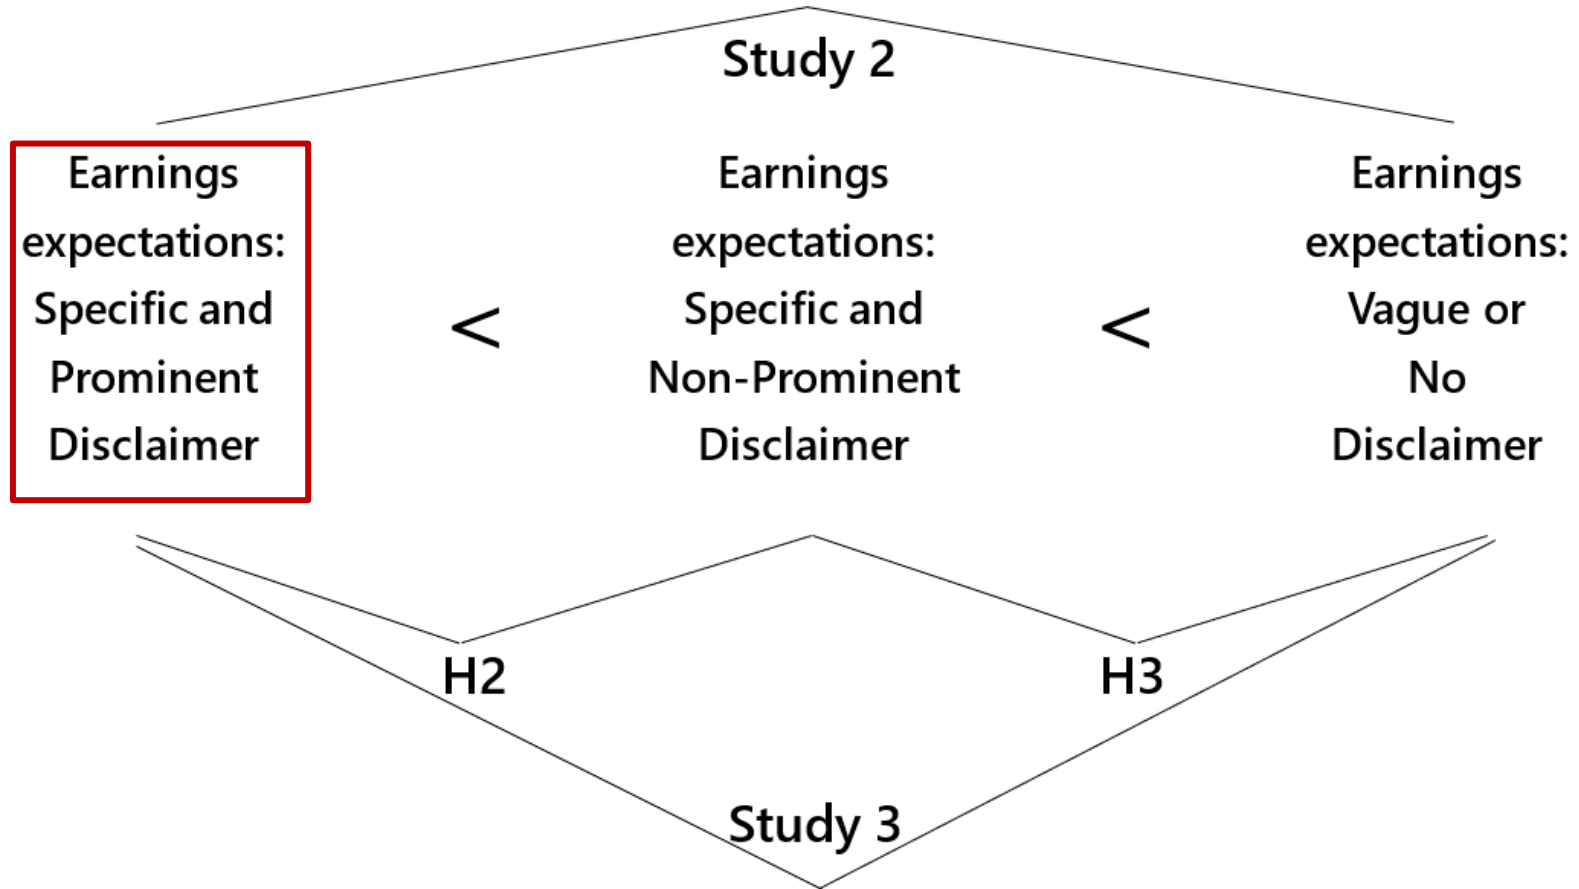 Study 2
Earnings
expectations:
Specific and
Prominent
Disclaimer
<
Earnings
expectations:
Specific and
Non-Prominent
Disclaimer
<
Earnings
expectations:
Vague or
No
Disclaimer
H2
H3
Study 3